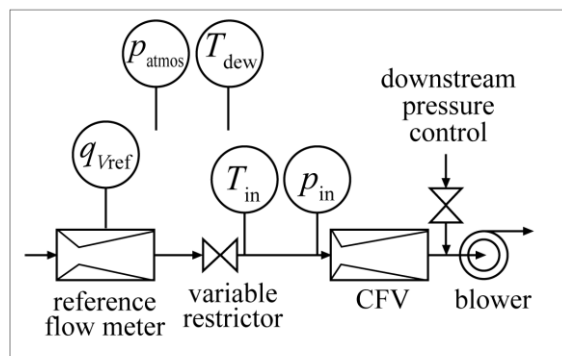 p_atmos
T_dew
downstream
pressure
control
q_Vref
T_in
p_in
reference
flow meter
variable
restrictor
CFV
blower